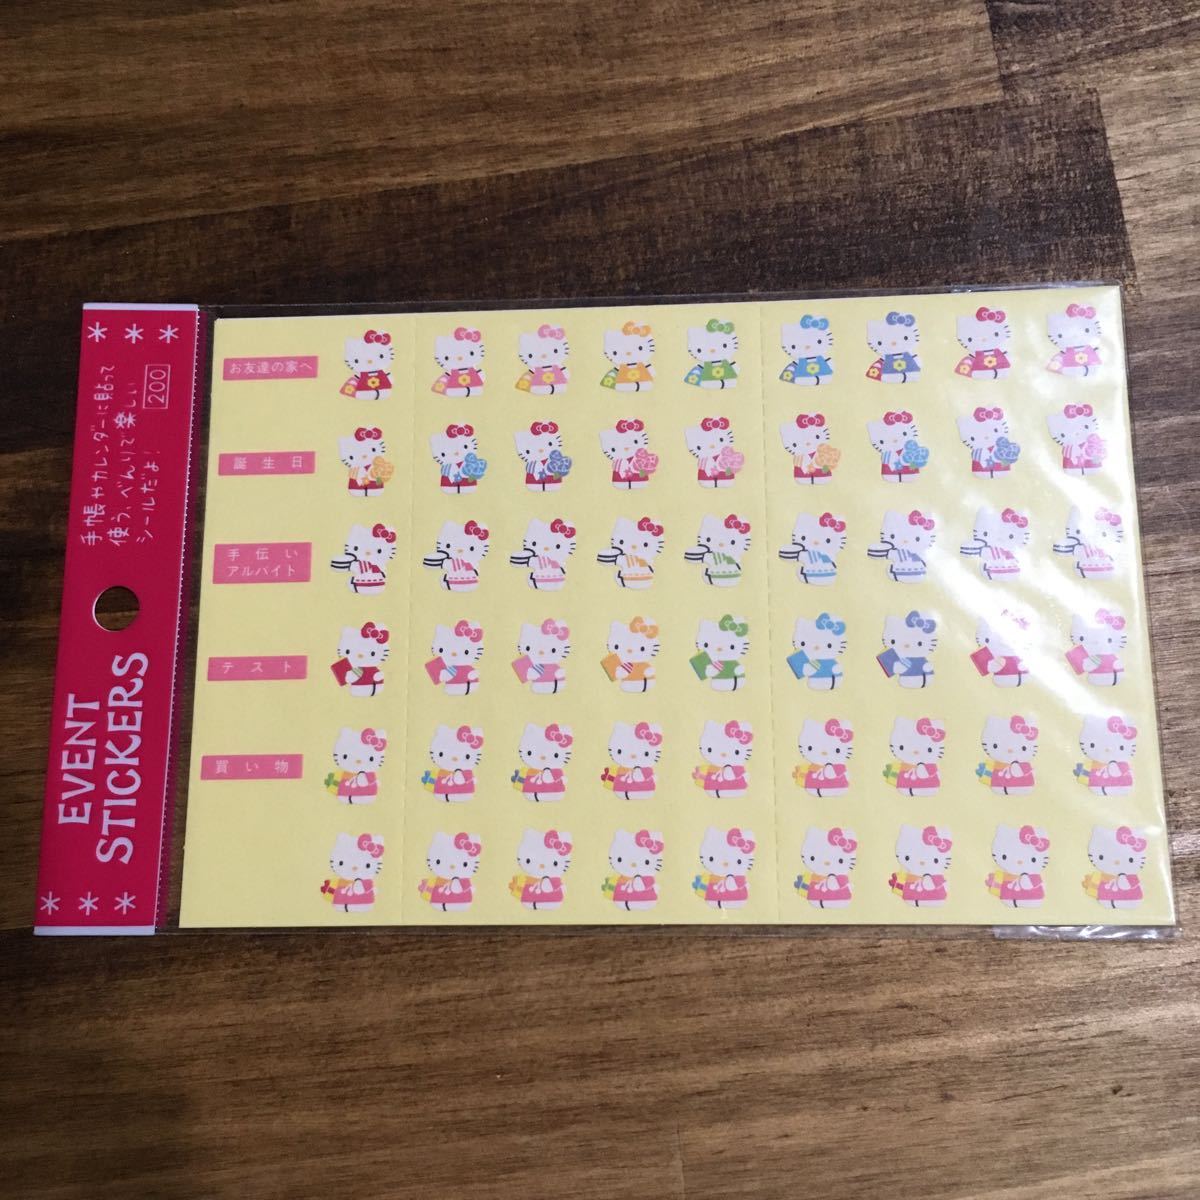 EVENT
STICKERS
手帳やカレンダーに貼って
使う、べんりで楽しい
シールだよ!
200
お友達の家へ
誕生日
手伝い
アルバイト
テスト
買い物